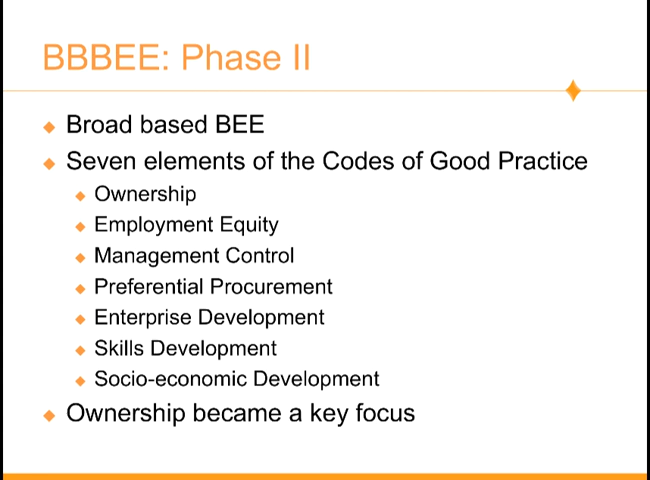 BBBEE: Phase II
Broad based BEE
Seven elements of the Codes of Good Practice
Ownership
Employment Equity
Management Control
Preferential Procurement
Enterprise Development
Skills Development
Socio-economic Development
Ownership became a key focus